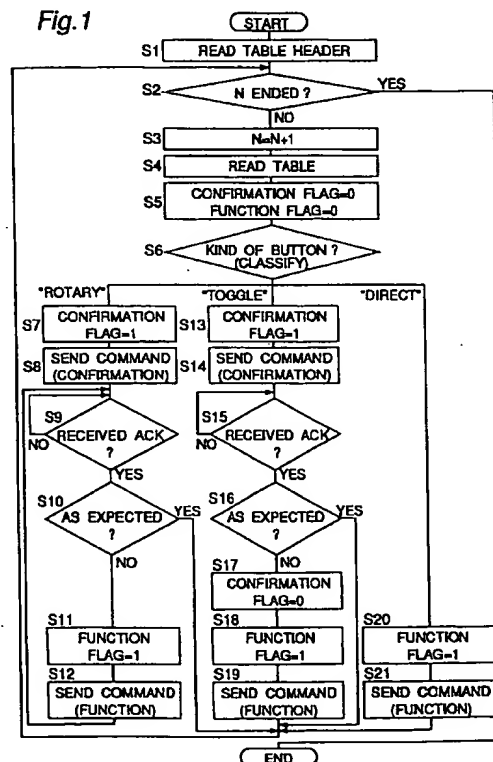 Fig.1
START
S1
READ TABLE HEADER
S2
N ENDED ?
YES
NO
S3
N=N+1
S4
READ TABLE
S5
CONFIRMATION FLAG=0
FUNCTION FLAG=0
S6
KIND OF BUTTON ?
(CLASSIFY)
"ROTARY"
"TOGGLE"
"DIRECT"
S7
CONFIRMATION
FLAG=1
S13
CONFIRMATION
FLAG=1
S8
SEND COMMAND
(CONFIRMATION)
S14
SEND COMMAND
(CONFIRMATION)
S9
RECEIVED ACK
?
NO
YES
S15
RECEIVED ACK
?
NO
YES
S10
AS EXPECTED
?
YES
NO
S16
AS EXPECTED
?
YES
NO
S17
CONFIRMATION
FLAG=0
S11
FUNCTION
FLAG=1
S18
FUNCTION
FLAG=1
S20
FUNCTION
FLAG=1
S12
SEND COMMAND
(FUNCTION)
S19
SEND COMMAND
(FUNCTION)
S21
SEND COMMAND
(FUNCTION)
END